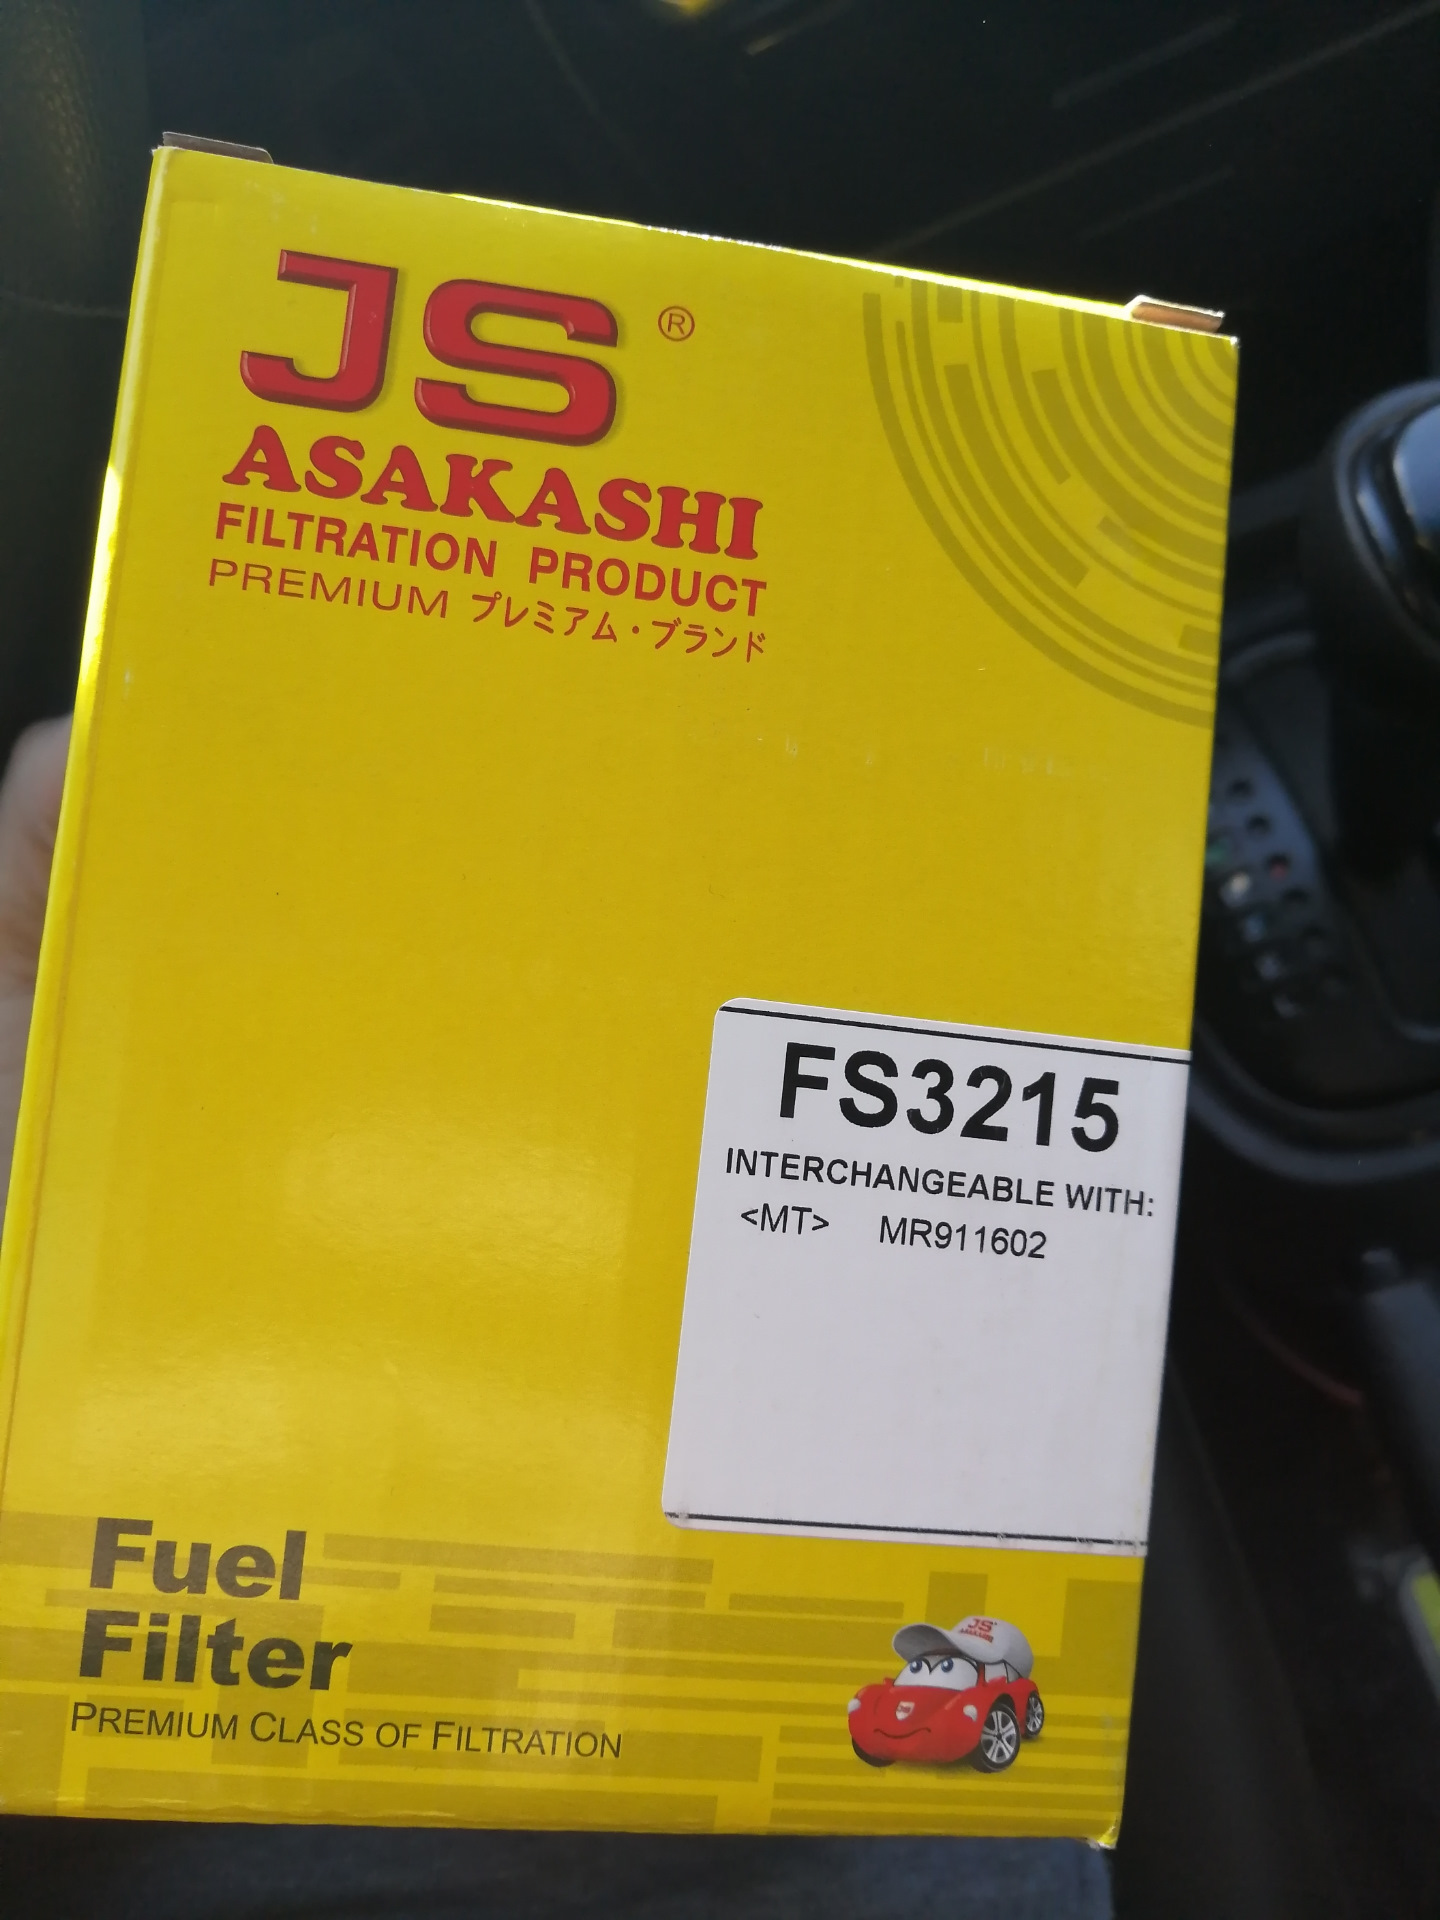 JS ®
ASAKASHI
FILTRATION PRODUCT
PREMIUM プレミアム・ブランド
FS3215
INTERCHANGEABLE WITH:
<MT> MR911602
Fuel
Filter
PREMIUM CLASS OF FILTRATION
JS